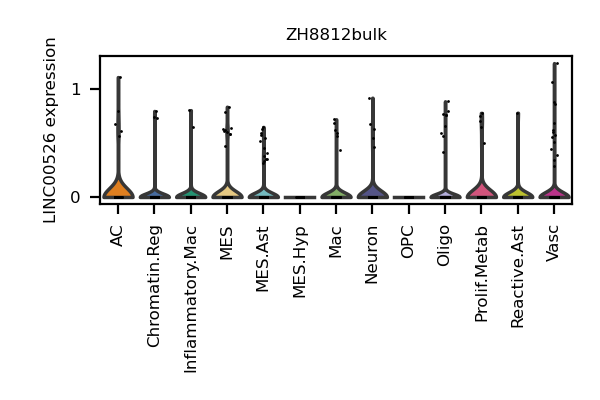 ZH8812bulk
LINC00526 expression
1
0
AC
Chromatin.Reg
Inflammatory.Mac
MES
MES.Ast
MES.Hyp
Mac
Neuron
OPC
Oligo
Prolif.Metab
Reactive.Ast
Vasc